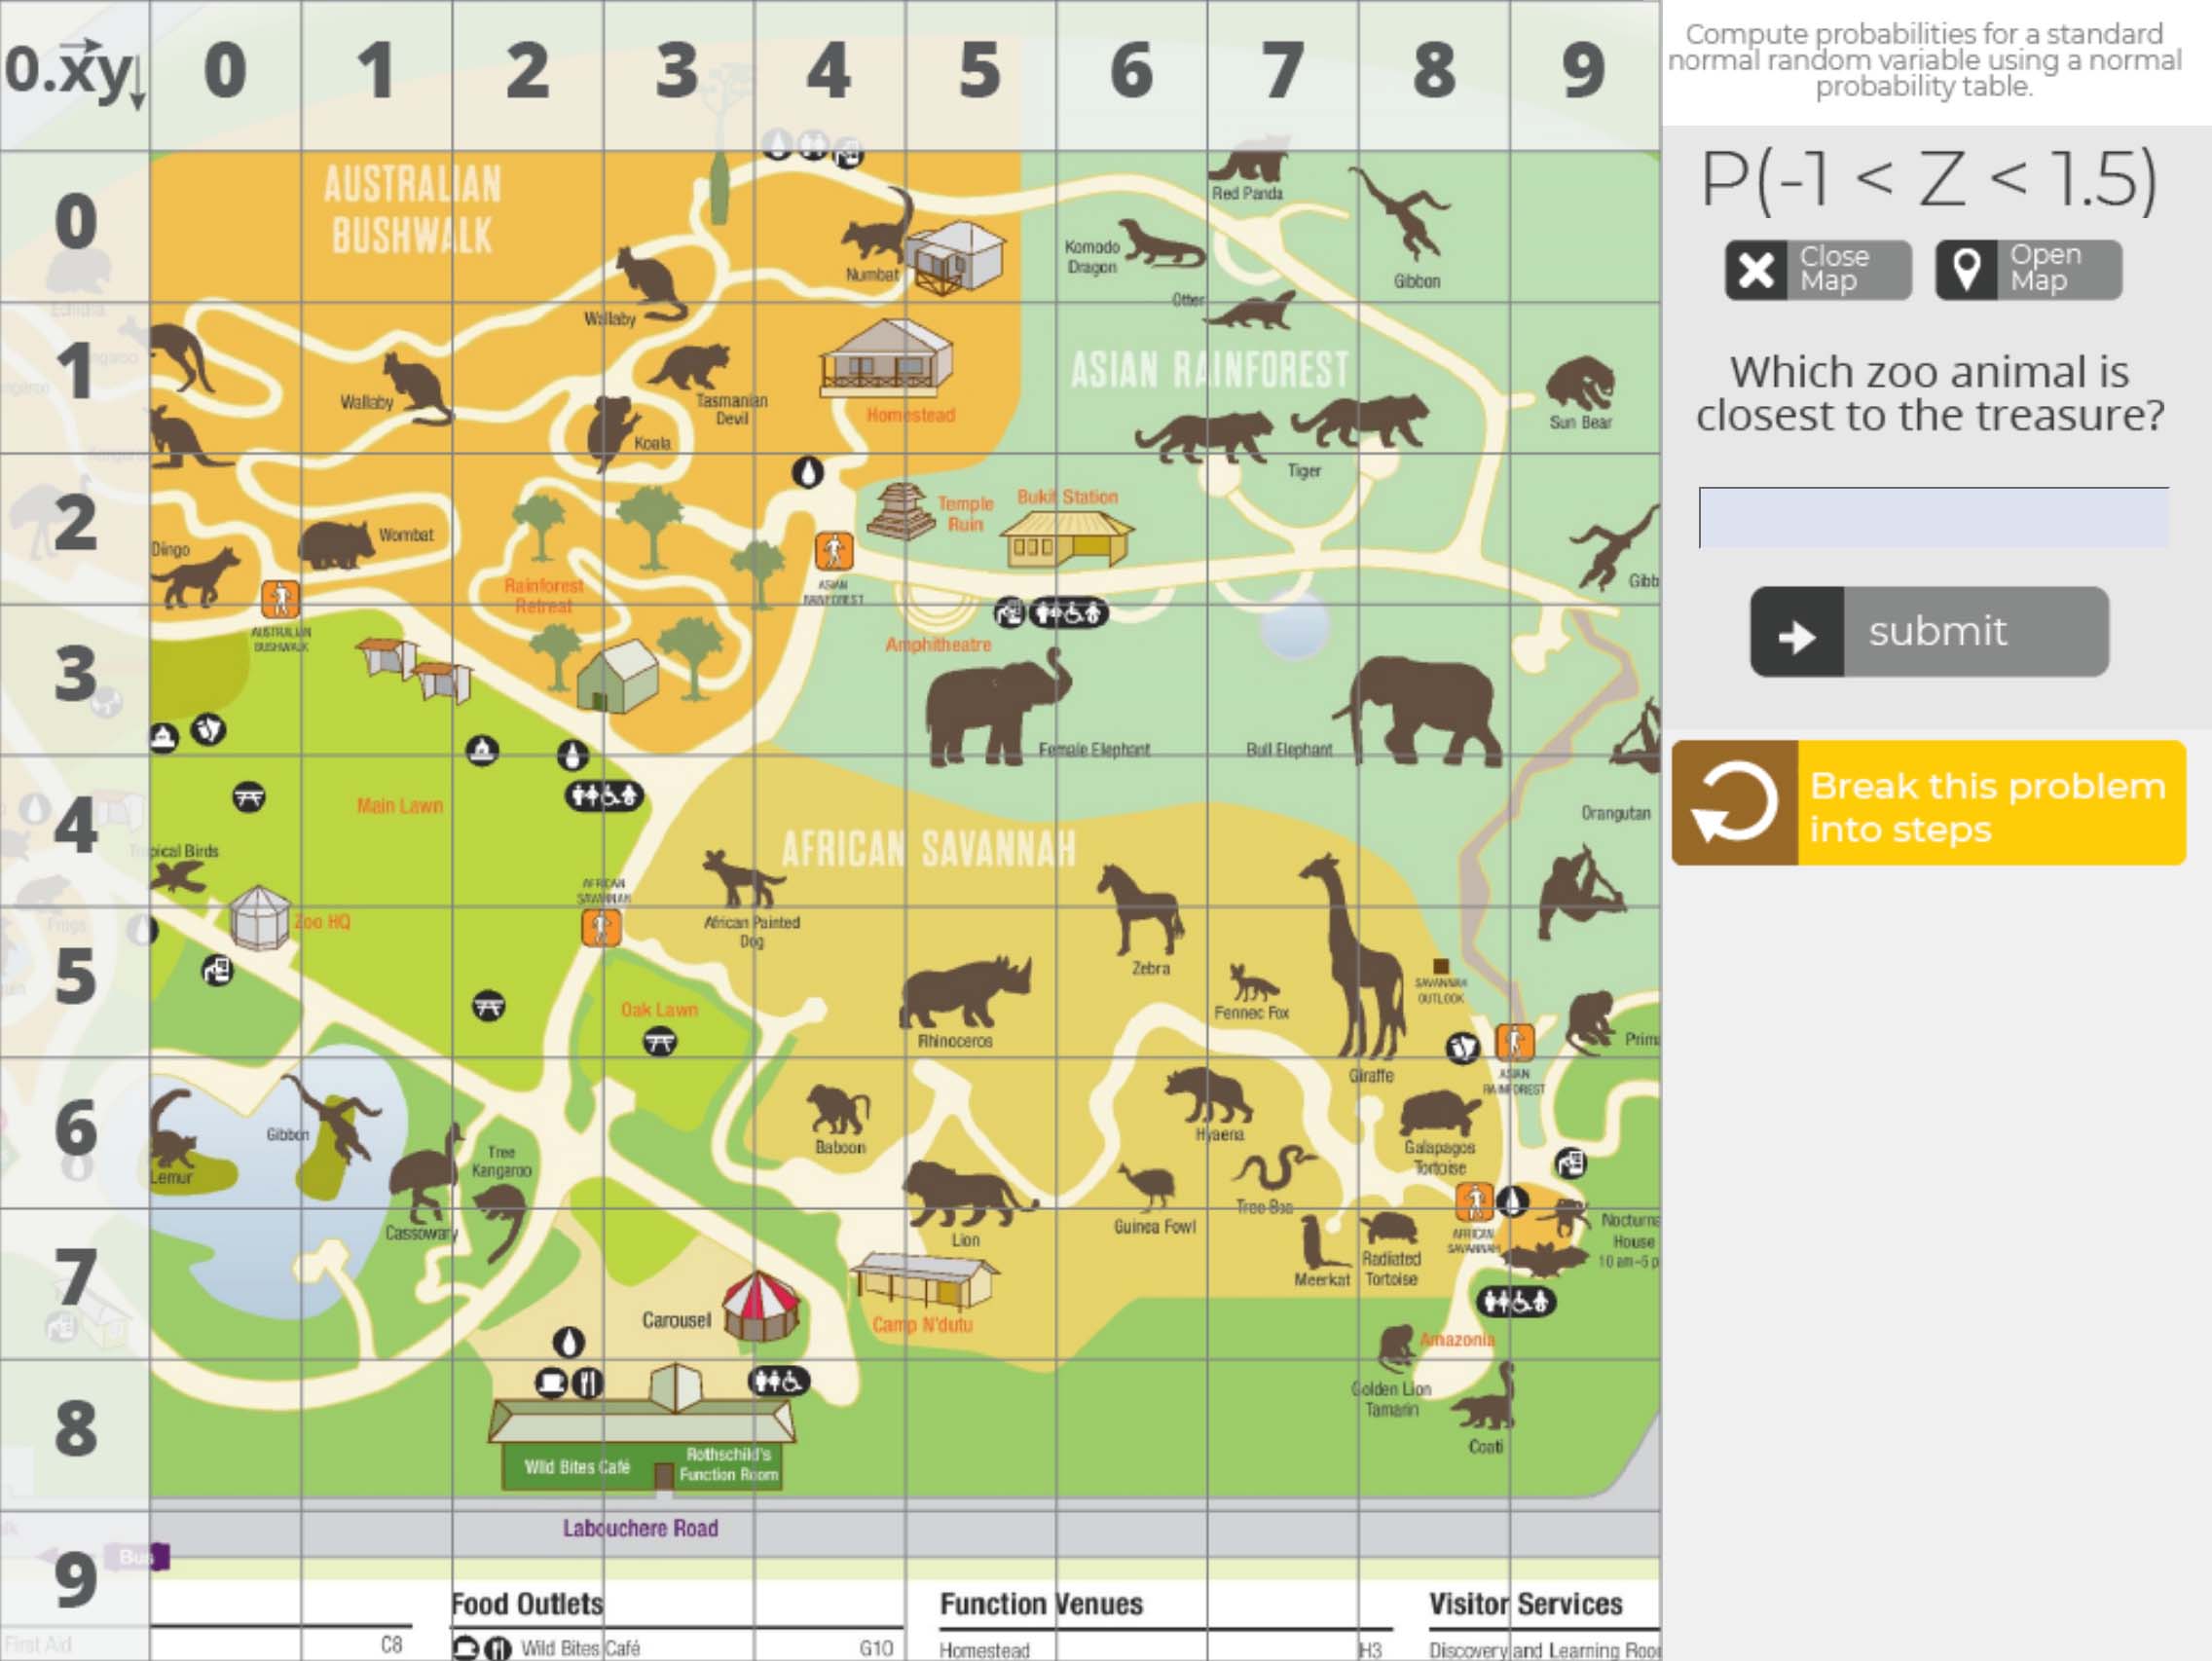 0.xy
0 1 2 3 4 5 6 7 8 9
0
1
2
3
4
5
6
7
8
9
AUSTRALIAN
BUSHWALK
Echidna
Wallaby
Numbat
Komodo
Dragon
Red Panda
Gibbon
Otter
Wallaby
Tasmanian
Devil
Koala
Homestead
ASIAN RAINFOREST
Tiger
Sun Bear
Dingo
Wombat
Rainforest
Retreat
Temple
Ruin
Bukit Station
ASIAN
RAINFOREST
Gibb
AUSTRALIAN
BUSHWALK
Amphitheatre
Female Elephant
Bull Elephant
Orangutan
Main Lawn
Tropical Birds
AFRICAN SAVANNAH
AFRICAN
SAVANNAH
African Painted
Dog
Frogs
Zoo HQ
Zebra
Fennec Fox
SAVANNAH
OUTLOOK
Oak Lawn
Rhinoceros
Prim
Giraffe
ASIAN
RAINFOREST
Lemur
Gibbon
Tree
Kangaroo
Cassowary
Baboon
Hyaena
Galapagos
Tortoise
Tree Boa
Guinea Fowl
Lion
Meerkat
Radiated
Tortoise
AFRICAN
SAVANNAH
Nocturna
House
10 am-5 p
Carousel
Camp N'dutu
Amazonia
Golden Lion
Tamarin
Coati
Wild Bites Café
Rothschild's
Function Room
Labouchere Road
Bus
First Aid C8
Food Outlets
Wild Bites Café G10
Function Venues
Homestead H3
Visitor Services
Discovery and Learning Roo
Compute probabilities for a standard
normal random variable using a normal
probability table.
P(-1 < Z < 1.5)
Close
Map
Open
Map
Which zoo animal is
closest to the treasure?
submit
Break this problem
into steps